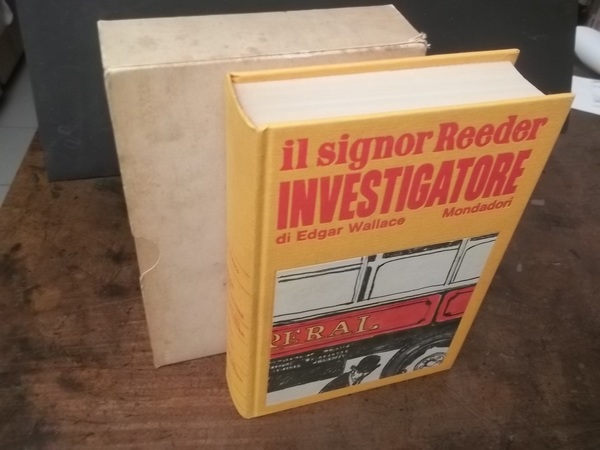 il signor Reeder
INVESTIGATORE
di Edgar Wallace Mondadori
ERAL